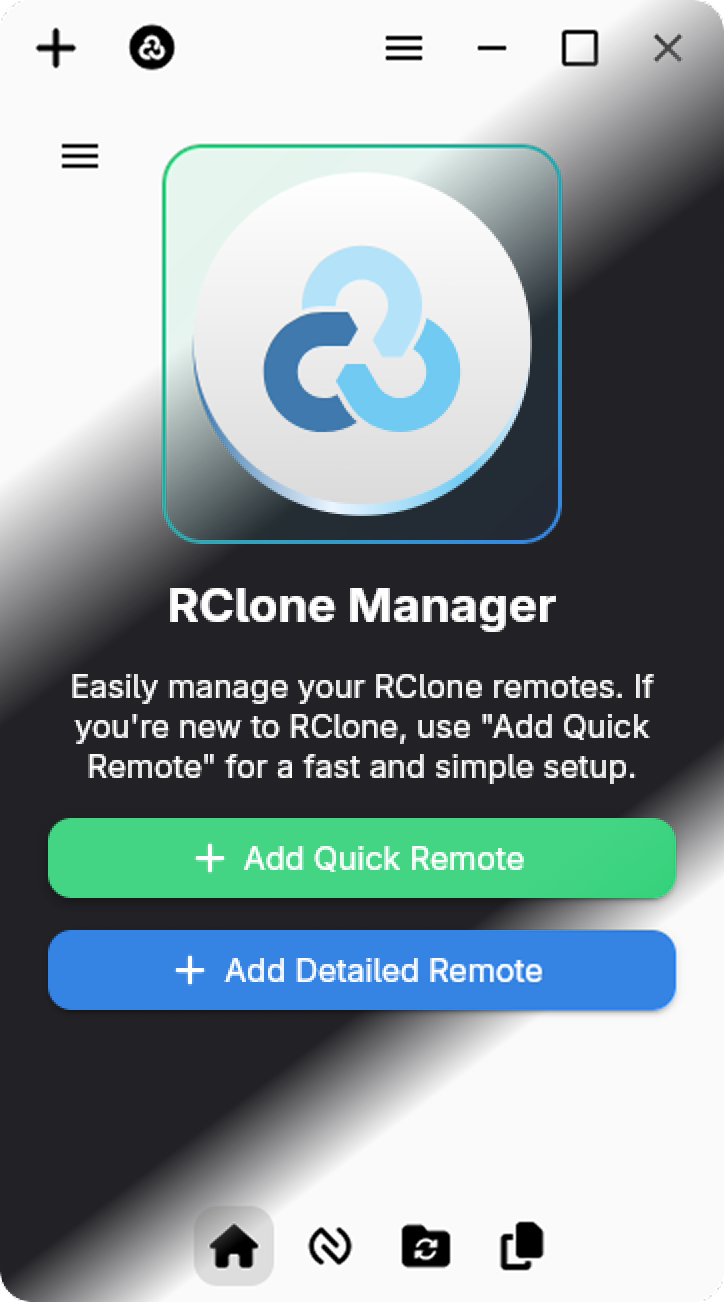 RClone Manager
Easily manage your RClone remotes. If
you're new to RClone, use "Add Quick
Remote" for a fast and simple setup.
Add Quick Remote
Add Detailed Remote